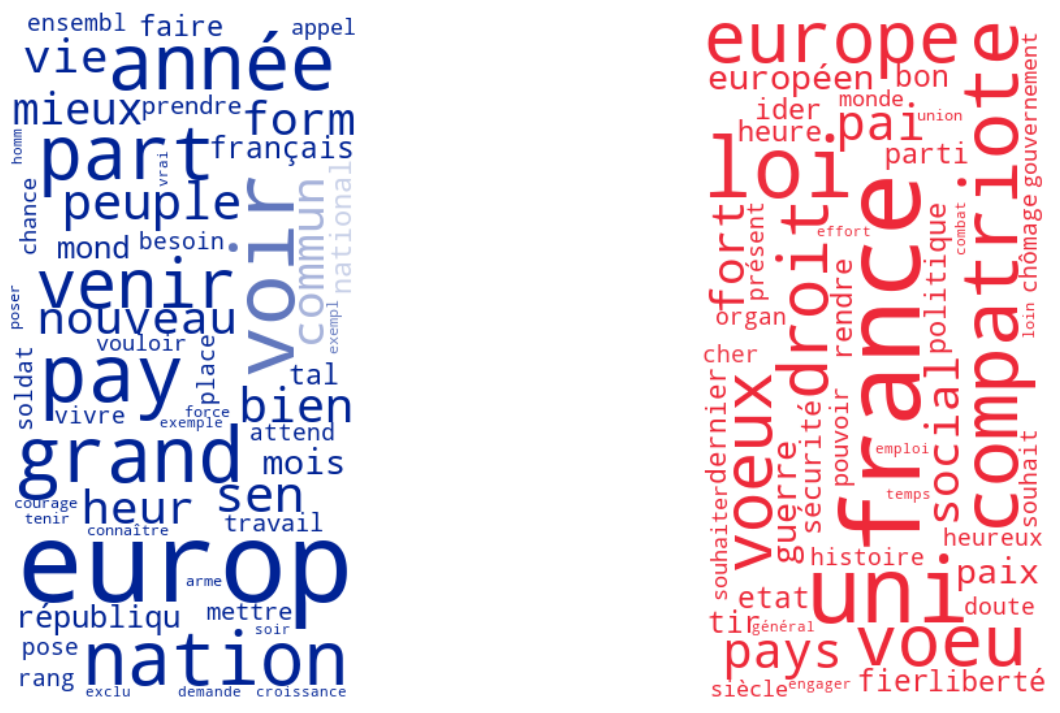 ensembl faire appel
vie année
mieux prendre form
homm part vrai français
chance peuple voir commun national
mond besoin
venir
poser nouveau exempl
vouloir place
soldat pay tal
vivre force bien
exemple attend
grand mois
courage heur sen
tenir travail
connaître
europ
arme
républiqu mettre
soir
pose nation
rang
exclu demande croissance
europe compatriote gouvernement
européen bon
ider monde pai union
heure
loi parti
fort présent droit effort france politique combat chômage
organ rendre loin
cher
dernier voeux sécurité pouvoir social souhait
guerre emploi
souhaiter temps
heureux
histoire
uni paix
etat doute
tir général
pays voeu
siècle engager fier liberté